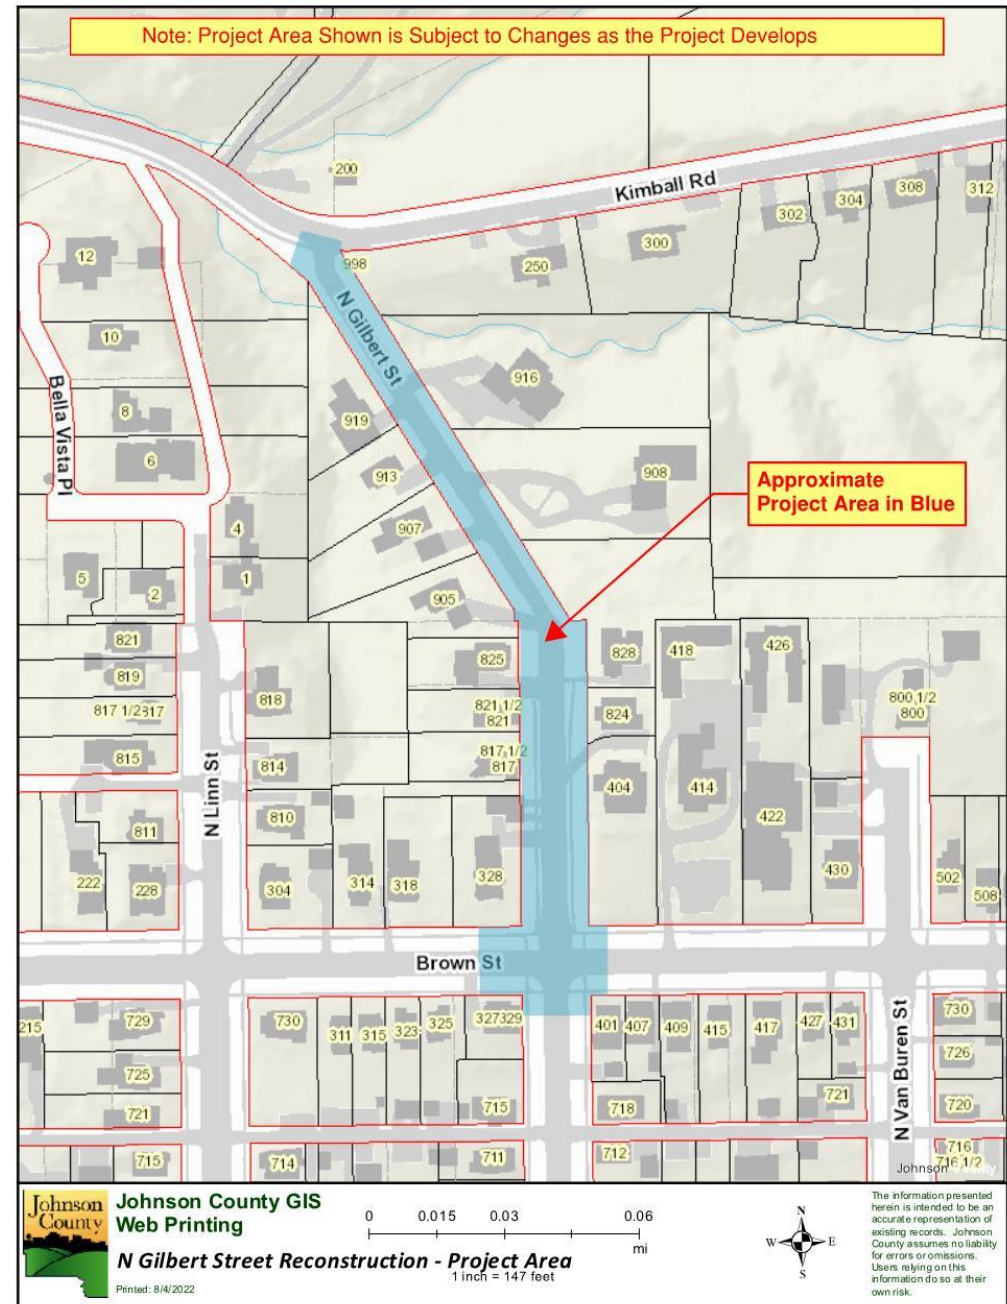 Note: Project Area Shown is Subject to Changes as the Project Develops
200
Kimball Rd
312
308
304
302
300
250
998
12
N Gilbert St
10
916
Bella Vista Pl
8
919
6
913
908
Approximate
Project Area in Blue
907
4
5
2
1
905
821
825
828
418
426
819
818
800 1/2
800
817 1/2 817
821 1/2
821
824
815
814
817 1/2
817
404
414
N Linn St
811
810
422
222
228
304
314
318
328
430
502
508
Brown St
215
729
730
311
315
323
325
327329
401
407
409
415
417
427
431
N Van Buren St
730
725
726
721
715
718
721
720
715
714
711
712
716
716 1/2
Johnson County
Johnson
County
Johnson County GIS
Web Printing
N Gilbert Street Reconstruction - Project Area
Printed: 8/4/2022
0 0.015 0.03 0.06
mi
1 inch = 147 feet
N
W E
S
The information presented
herein is intended to be an
accurate representation of
existing records. Johnson
County assumes no liability
for errors or omissions.
Users relying on this
information do so at their
own risk.